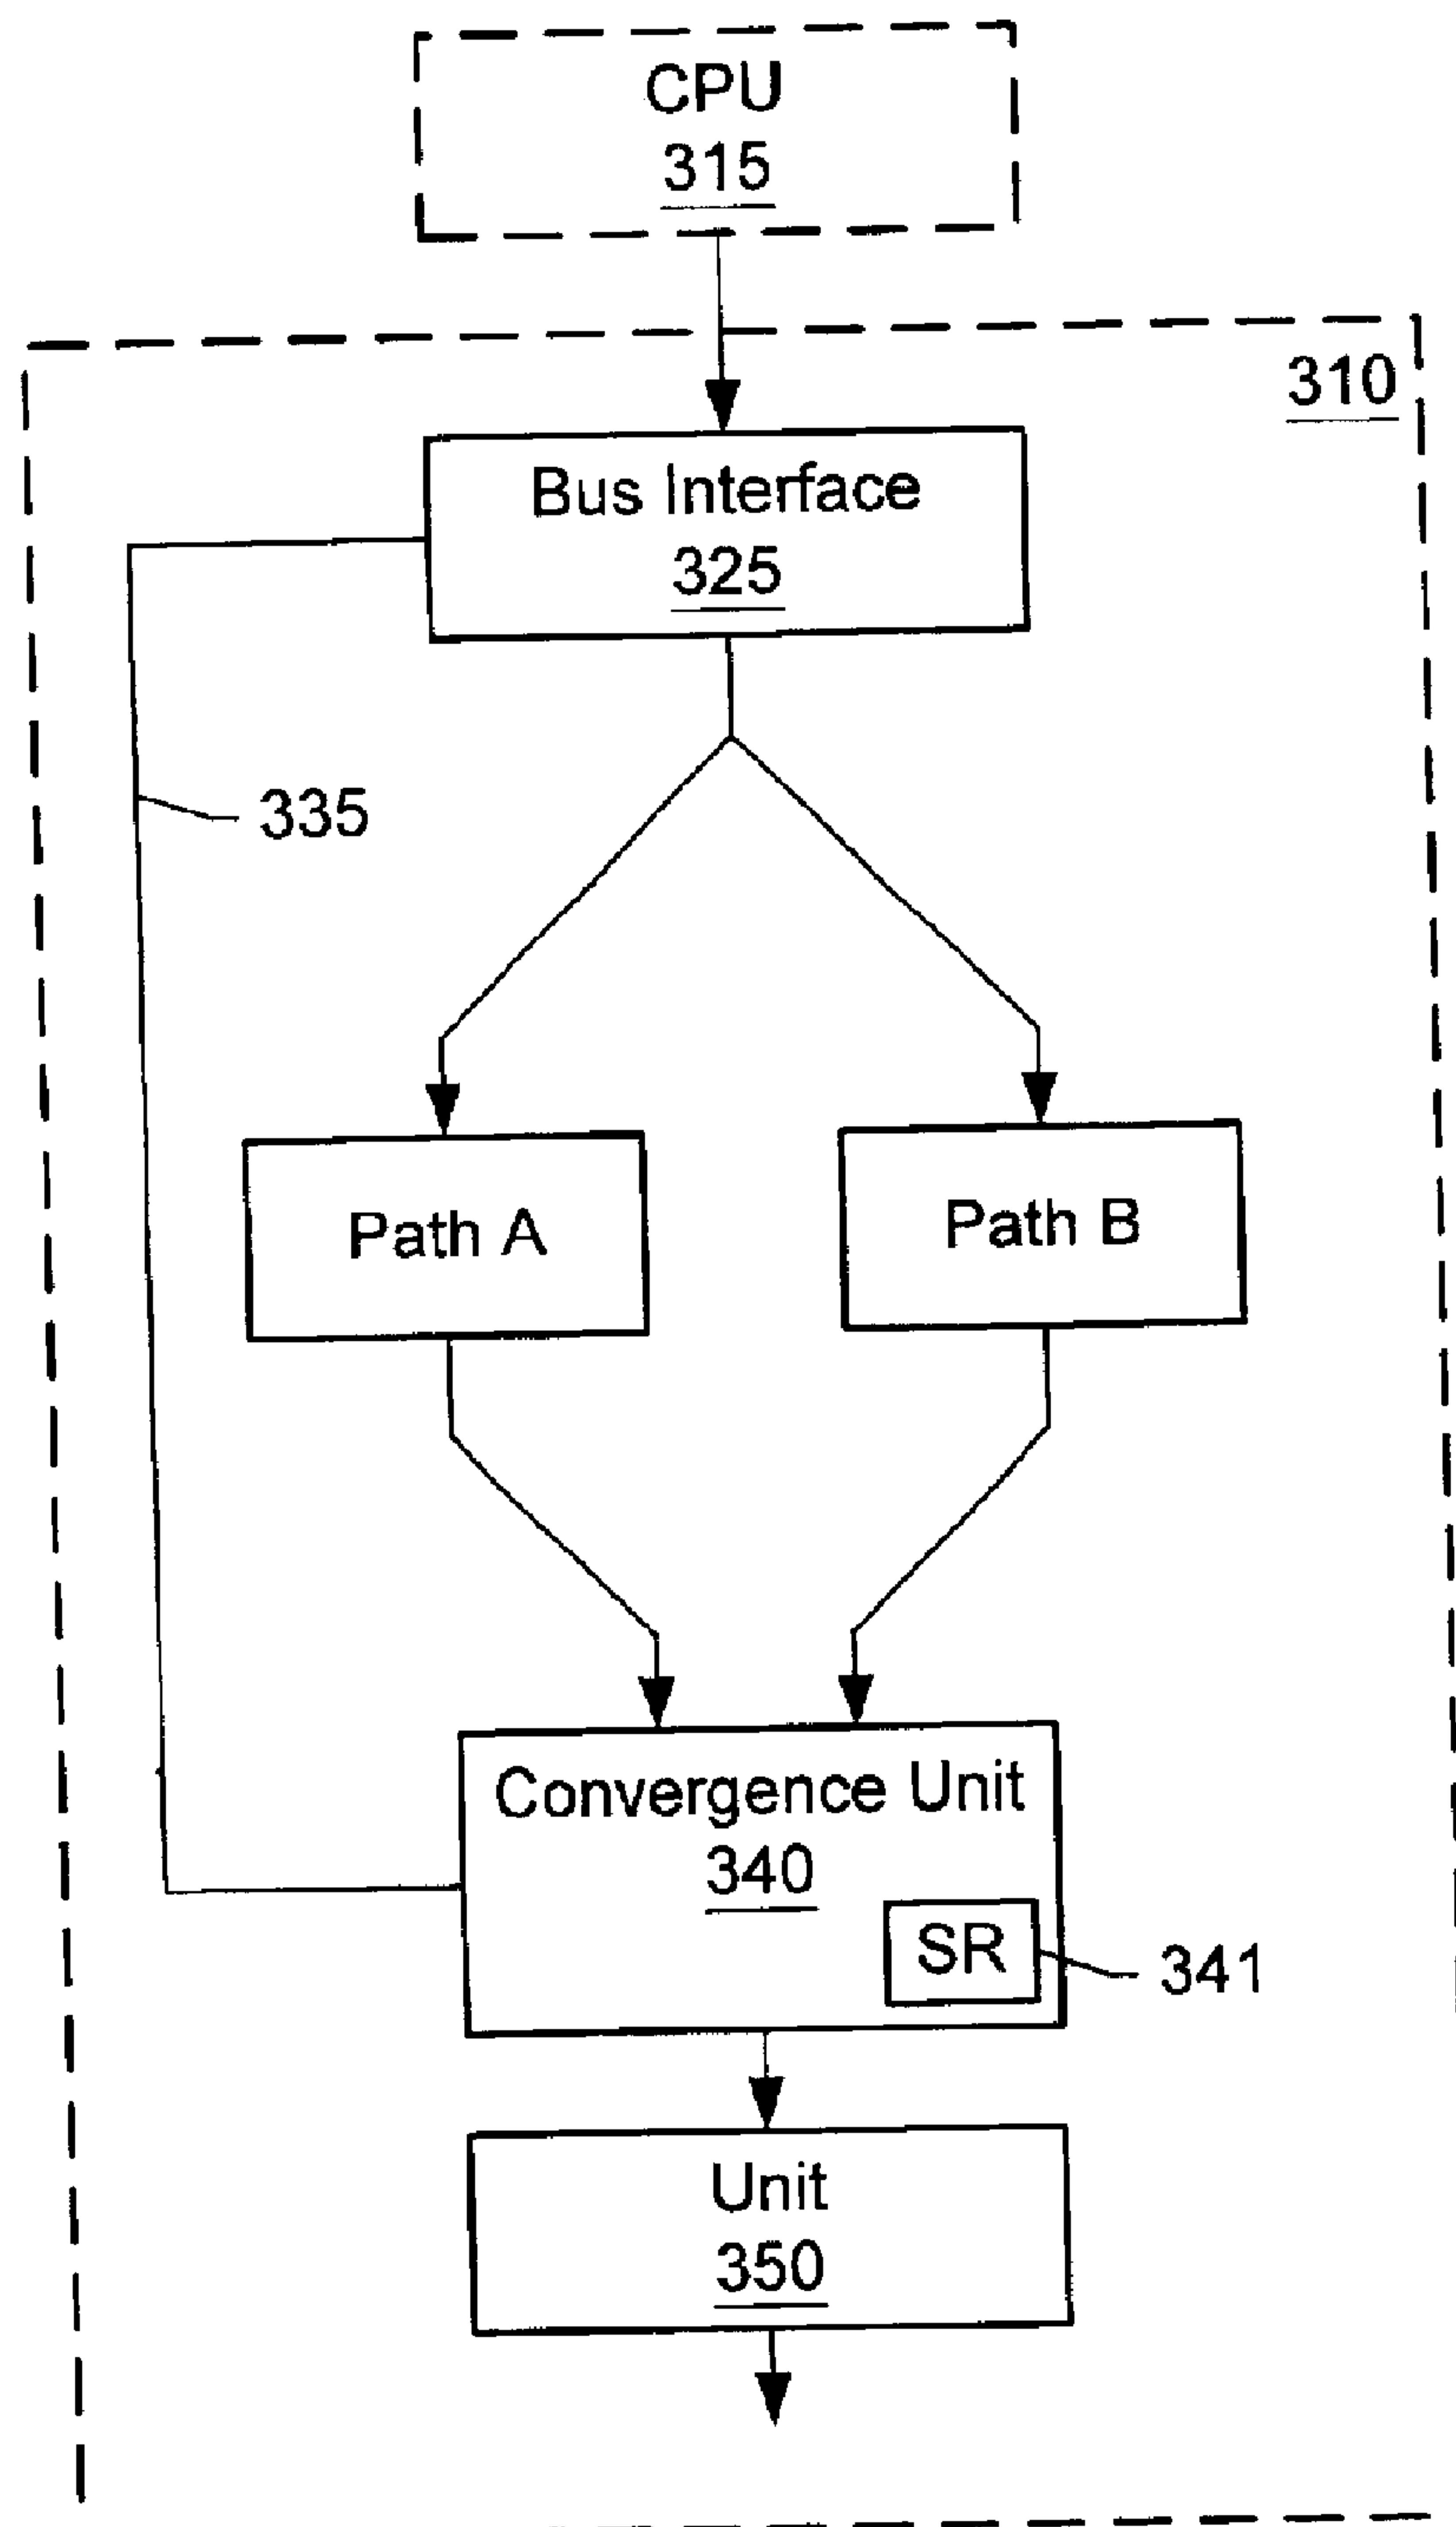 CPU
315
310
Bus Interface
325
335
Path A
Path B
Convergence Unit
340
SR
341
Unit
350